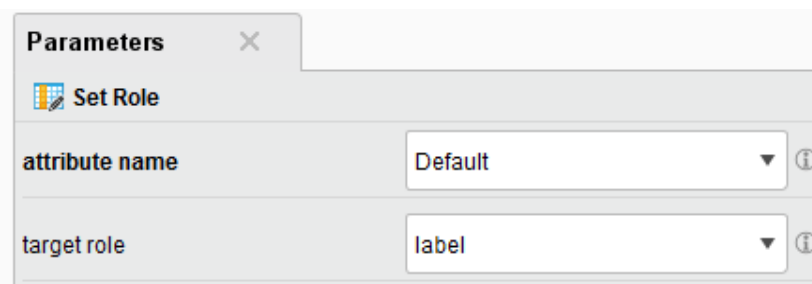 Parameters
Set Role
attribute name Default
target role label